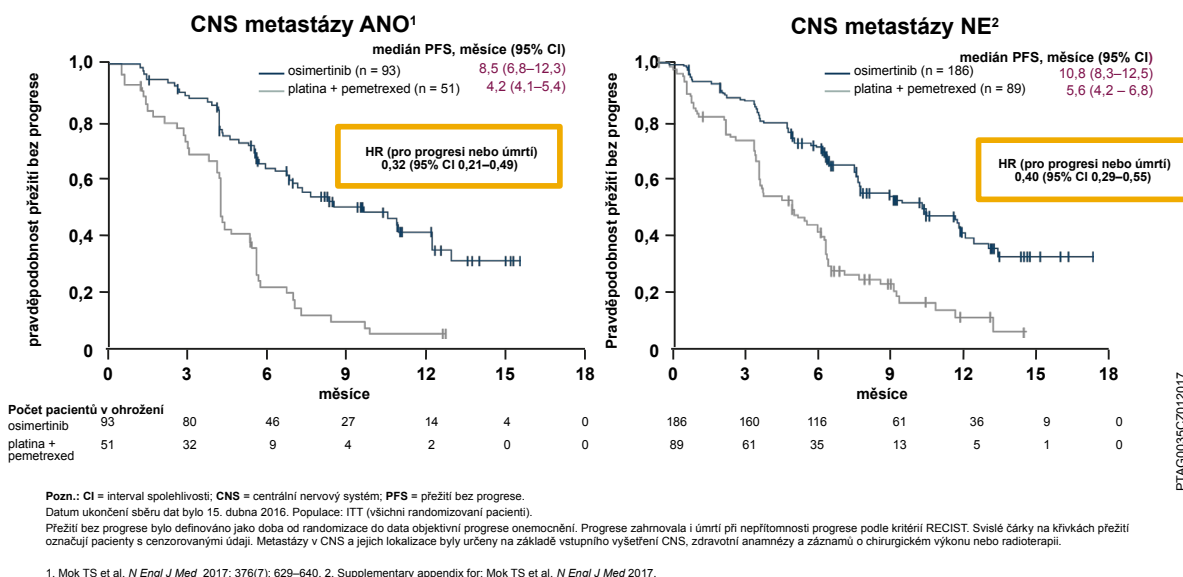 CNS metastázy ANO¹
medián PFS, měsíce (95% CI)
osimertinib (n = 93) 8,5 (6,8–12,3)
platina + pemetrexed (n = 51) 4,2 (4,1–5,4)
HR (pro progresi nebo úmrtí)
0,32 (95% CI 0,21–0,49)
pravděpodobnost přežití bez progrese
1,0
0,8
0,6
0,4
0,2
0
0 3 6 9 12 15 18
měsíce
CNS metastázy NE²
medián PFS, měsíce (95% CI)
osimertinib (n = 186) 10,8 (8,3–12,5)
platina + pemetrexed (n = 89) 5,6 (4,2 – 6,8)
HR (pro progresi nebo úmrtí)
0,40 (95% CI 0,29–0,55)
Pravděpodobnost přežití bez progrese
1,0
0,8
0,6
0,4
0,2
0
0 3 6 9 12 15 18
měsíce
Počet pacientů v ohrožení
osimertinib 93 80 46 27 14 4 0 186 160 116 61 36 9 0
platina + 51 32 9 4 2 0 0 89 61 35 13 5 1 0
pemetrexed
PTAG0035CZ012017
Pozn.: CI = interval spolehlivosti; CNS = centrální nervový systém; PFS = přežití bez progrese.
Datum ukončení sběru dat bylo 15. dubna 2016. Populace: ITT (všichni randomizovaní pacienti).
Přežití bez progrese bylo definováno jako doba od randomizace do data objektivní progrese onemocnění. Progrese zahrnovala i úmrtí při nepřítomnosti progrese podle kritérií RECIST. Svislé čárky na křivkách přežití
označují pacienty s cenzorovanými údaji. Metastázy v CNS a jejich lokalizace byly určeny na základě vstupního vyšetření CNS, zdravotní anamnézy a záznamů o chirurgickém výkonu nebo radioterapii.
1. Mok TS et al. N Engl J Med 2017; 376(7): 629–640. 2. Supplementary appendix for: Mok TS et al. N Engl J Med 2017.